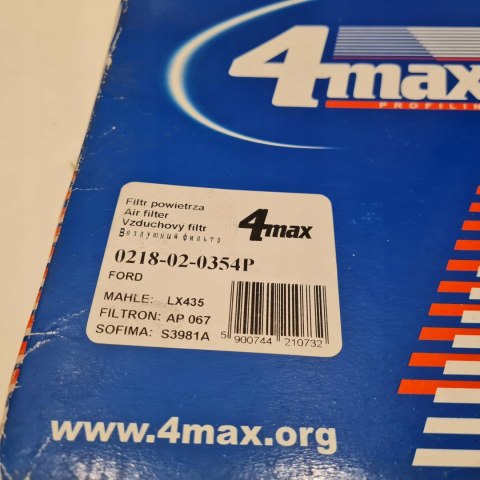 4max
PROFILIN
Filtr powietrza
Air filter
Vzduchový filtr
Воздушный фильтр
4max
0218-02-0354P
FORD
MAHLE: LX435
FILTRON: AP 067
SOFIMA: S3981A
5 900744 210732
www.4max.org